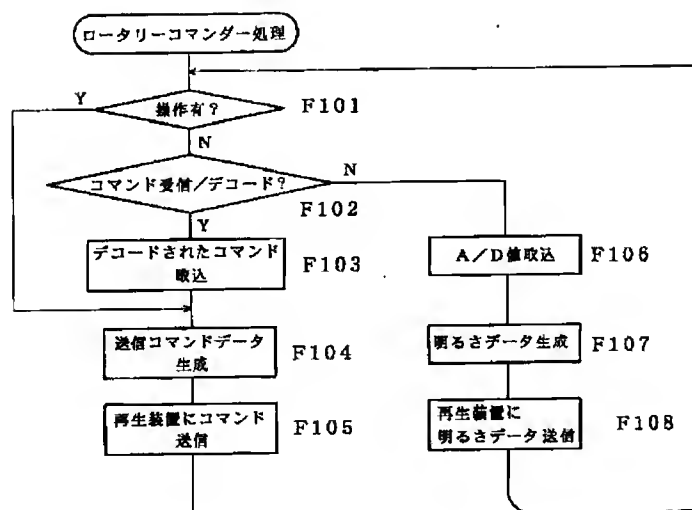 ロータリーコマンダー処理
Y
操作有?
F101
N
コマンド受信/デコード?
N
F102
Y
デコードされたコマンド
取込
F103
A/D値取込
F106
送信コマンドデータ
生成
F104
明るさデータ生成
F107
再生装置にコマンド
送信
F105
再生装置に
明るさデータ送信
F108